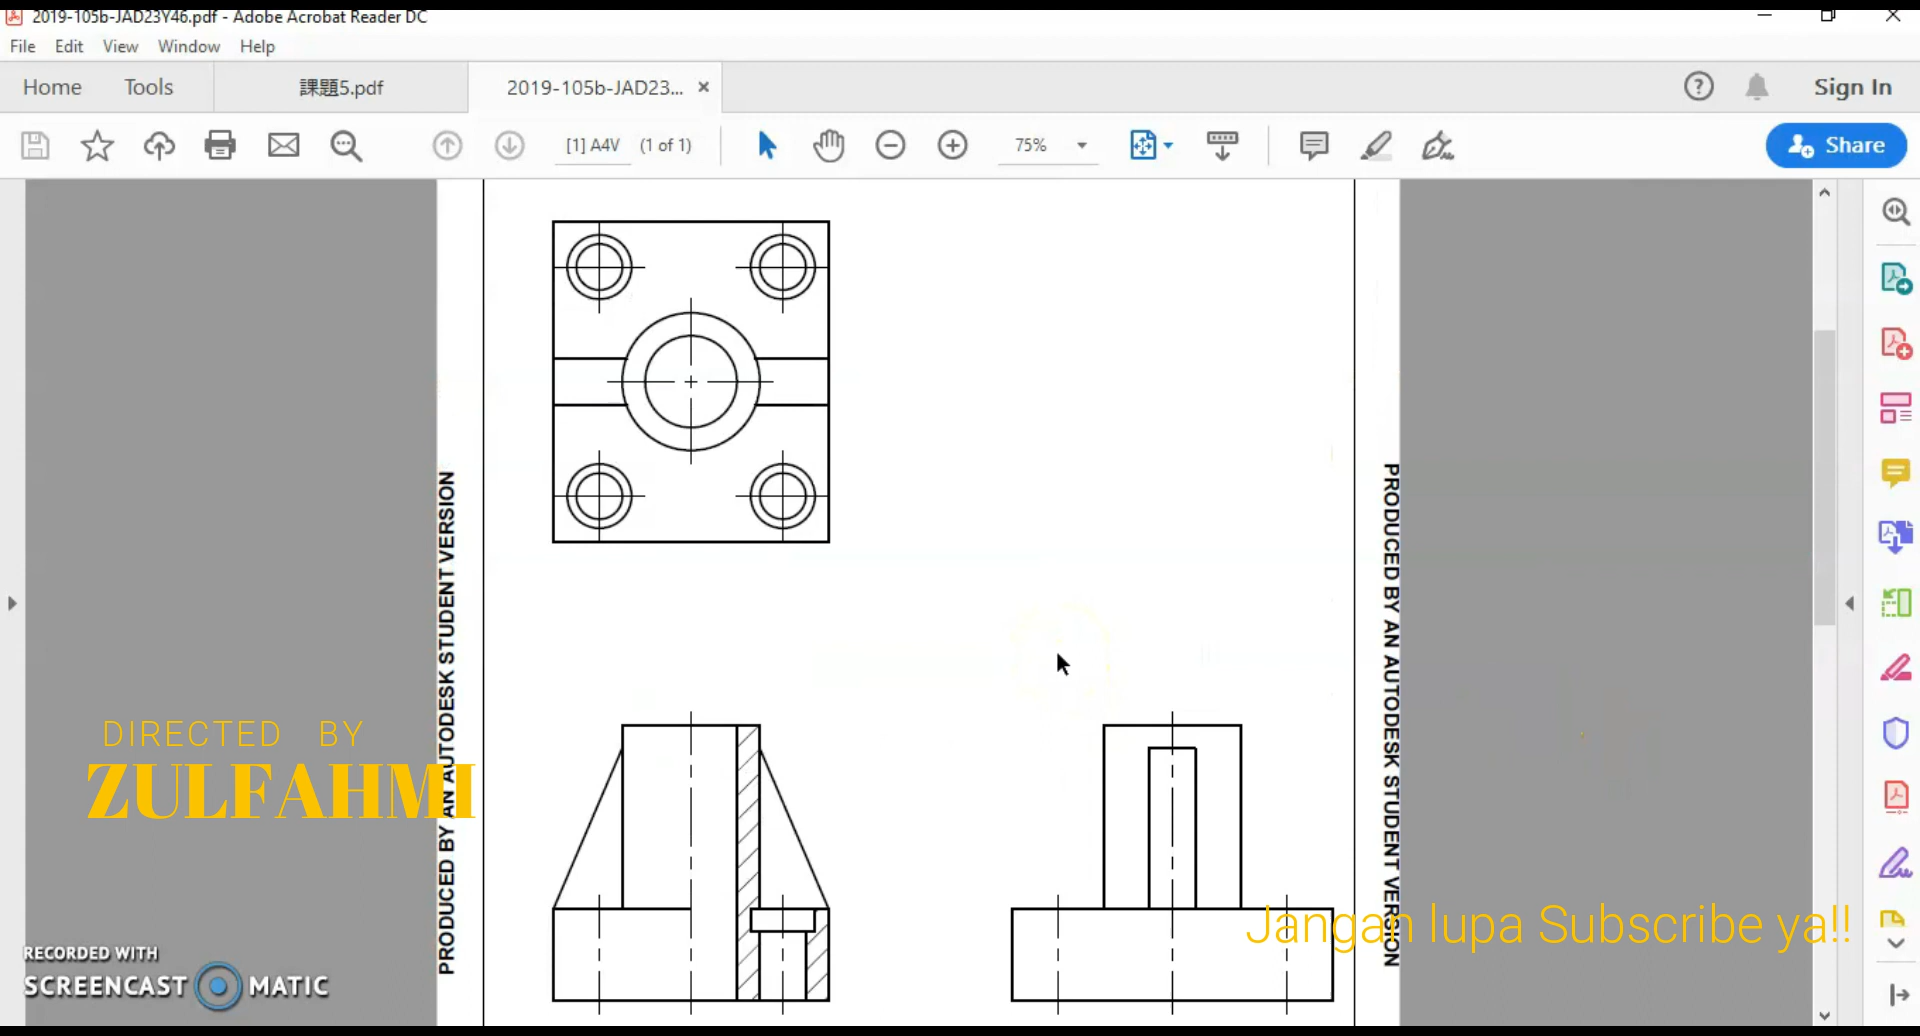 2019-105b-JAD23Y46.pdf - Adobe Acrobat Reader DC
File Edit View Window Help
Home Tools 課題5.pdf 2019-105b-JAD23... × Sign In
[1] A4V (1 of 1) 75% Share
PRODUCED BY AN AUTODESK STUDENT VERSION
PRODUCED BY AN AUTODESK STUDENT VERSION
DIRECTED BY
ZULFAHMI
Jangan lupa Subscribe ya!!
RECORDED WITH
SCREENCAST MATIC